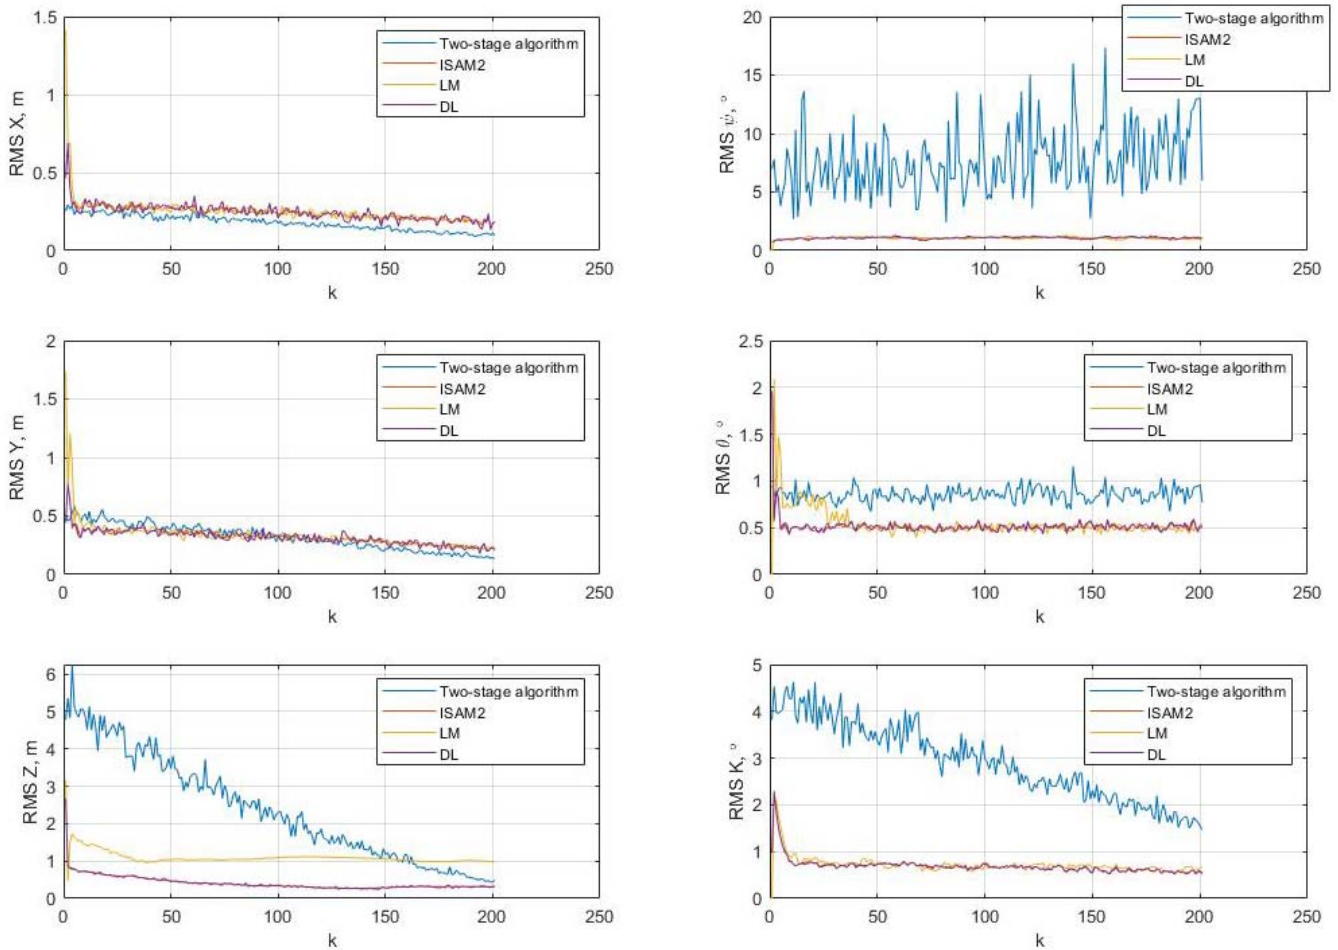 1.5
1
0.5
0
RMS X, m
0 50 100 150 200 250
k
Two-stage algorithm
ISAM2
LM
DL
20
15
10
5
0
RMS ψ, °
0 50 100 150 200 250
k
Two-stage algorithm
ISAM2
LM
DL
2
1.5
1
0.5
0
RMS Y, m
0 50 100 150 200 250
k
Two-stage algorithm
ISAM2
LM
DL
2.5
2
1.5
1
0.5
0
RMS θ, °
0 50 100 150 200 250
k
Two-stage algorithm
ISAM2
LM
DL
6
5
4
3
2
1
0
RMS Z, m
0 50 100 150 200 250
k
Two-stage algorithm
ISAM2
LM
DL
5
4
3
2
1
0
RMS K, °
0 50 100 150 200 250
k
Two-stage algorithm
ISAM2
LM
DL